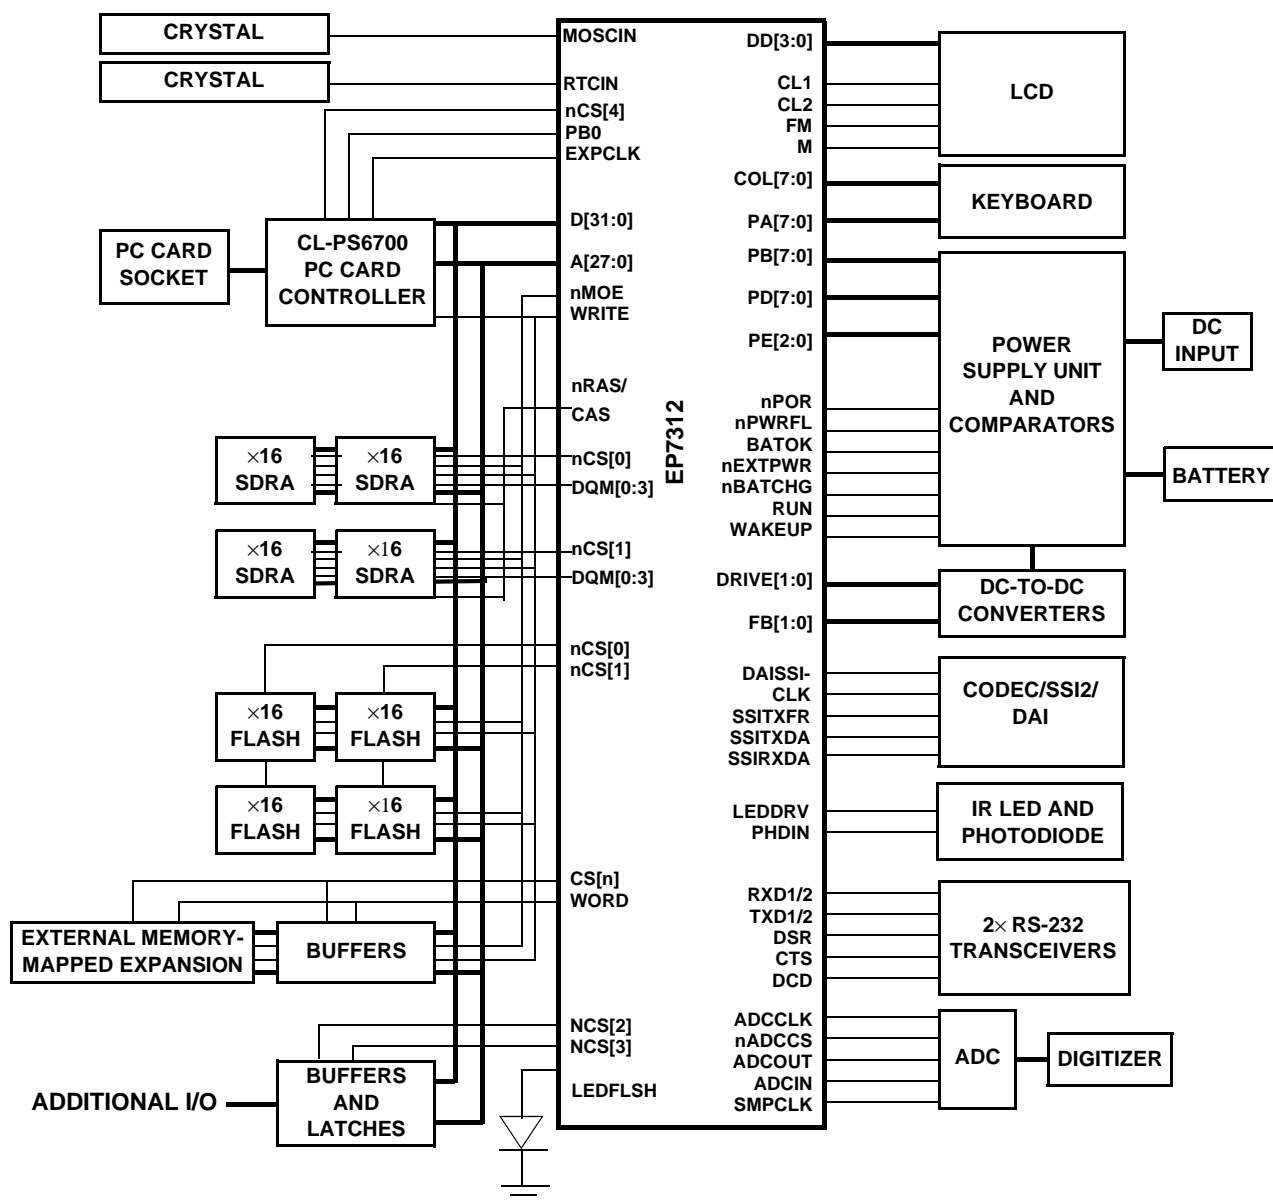 CRYSTAL
CRYSTAL
PC CARD
SOCKET
CL-PS6700
PC CARD
CONTROLLER
×16
SDRA
×16
SDRA
×16
SDRA
×16
SDRA
×16
FLASH
×16
FLASH
×16
FLASH
×16
FLASH
EXTERNAL MEMORY-
MAPPED EXPANSION
BUFFERS
ADDITIONAL I/O
BUFFERS
AND
LATCHES
MOSCIN
RTCIN
nCS[4]
PB0
EXPCLK
D[31:0]
A[27:0]
nMOE
WRITE
nRAS/
CAS
nCS[0]
DQM[0:3]
nCS[1]
DQM[0:3]
nCS[0]
nCS[1]
CS[n]
WORD
NCS[2]
NCS[3]
LEDFLSH
EP7312
DD[3:0]
CL1
CL2
FM
M
COL[7:0]
PA[7:0]
PB[7:0]
PD[7:0]
PE[2:0]
nPOR
nPWRFL
BATOK
nEXTPWR
nBATCHG
RUN
WAKEUP
DRIVE[1:0]
FB[1:0]
DAISSI-
CLK
SSITXFR
SSITXDA
SSIRXDA
LEDDRV
PHDIN
RXD1/2
TXD1/2
DSR
CTS
DCD
ADCCLK
nADCCS
ADCOUT
ADCIN
SMPCLK
LCD
KEYBOARD
POWER
SUPPLY UNIT
AND
COMPARATORS
DC
INPUT
BATTERY
DC-TO-DC
CONVERTERS
CODEC/SSI2/
DAI
IR LED AND
PHOTODIODE
2× RS-232
TRANSCEIVERS
ADC
DIGITIZER